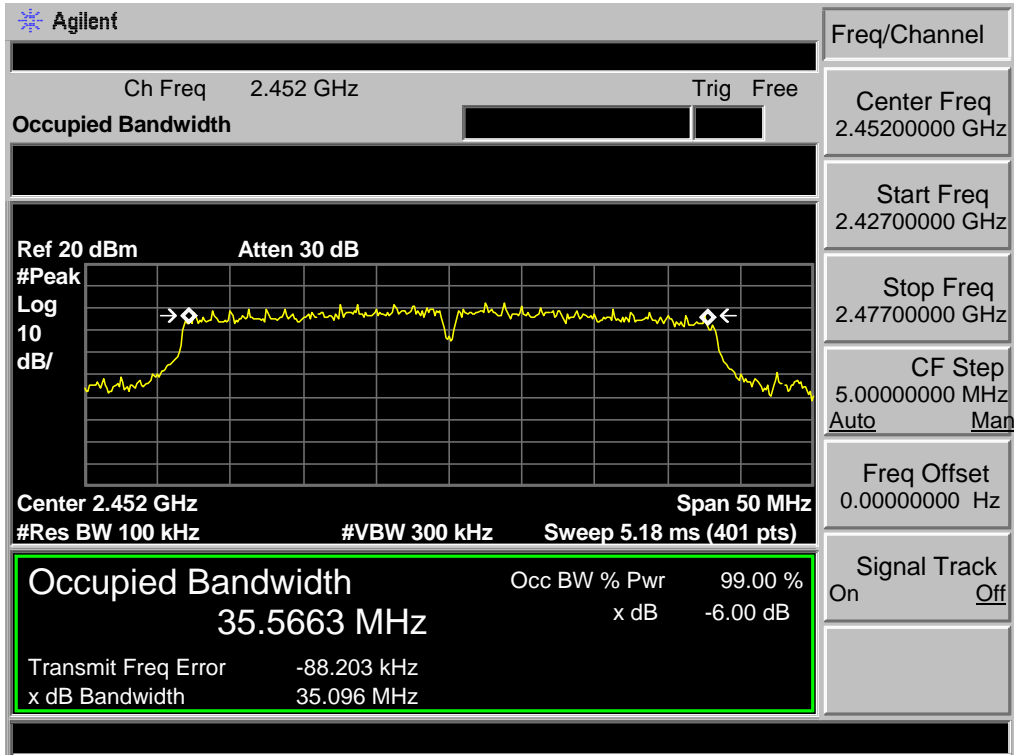 Agilent
Freq/Channel
Ch Freq 2.452 GHz Trig Free
Occupied Bandwidth
Center Freq
2.45200000 GHz
Start Freq
2.42700000 GHz
Stop Freq
2.47700000 GHz
CF Step
5.00000000 MHz
Auto Man
Freq Offset
0.00000000 Hz
Signal Track
On Off
Ref 20 dBm Atten 30 dB
#Peak
Log
10
dB/
Center 2.452 GHz Span 50 MHz
#Res BW 100 kHz #VBW 300 kHz Sweep 5.18 ms (401 pts)
Occupied Bandwidth Occ BW % Pwr 99.00 %
35.5663 MHz x dB -6.00 dB
Transmit Freq Error -88.203 kHz
x dB Bandwidth 35.096 MHz